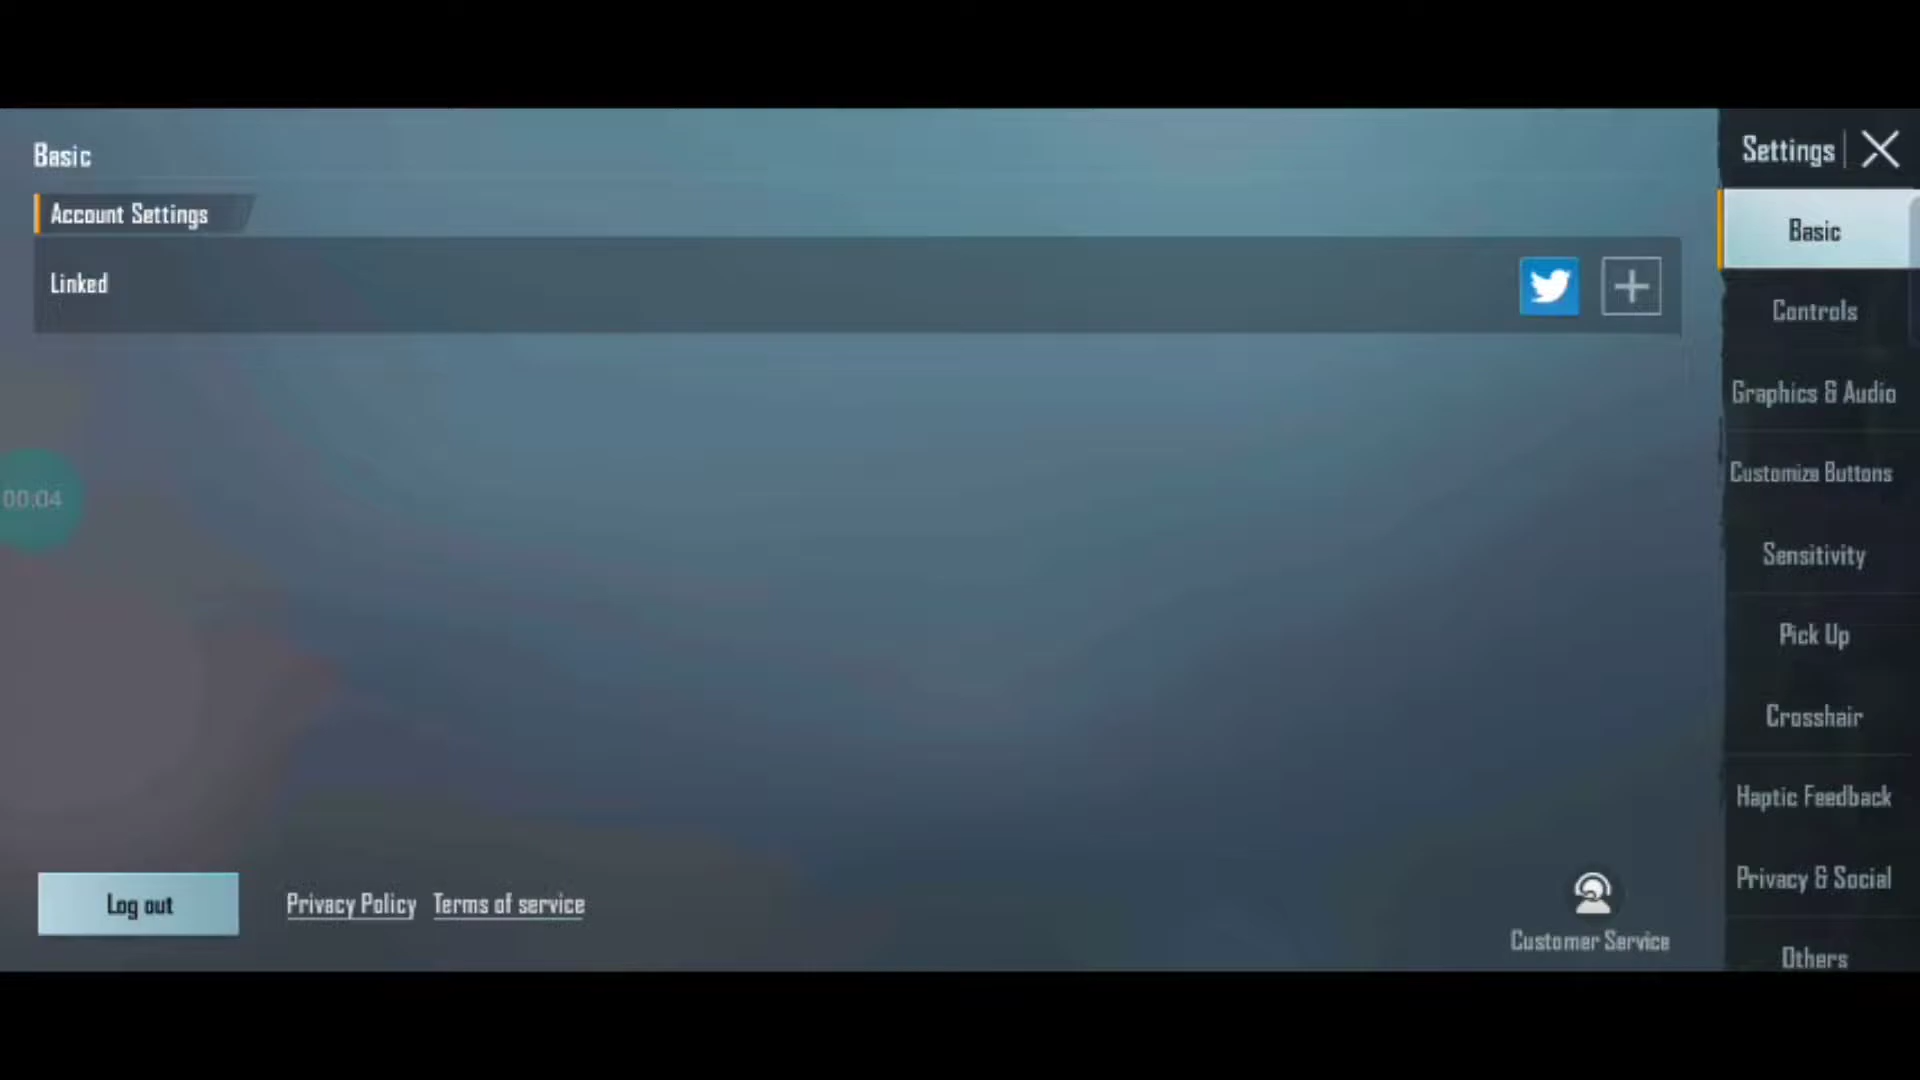 Basic
Account Settings
Linked
00:04
Log out
Privacy Policy
Terms of service
Customer Service
Settings
Basic
Controls
Graphics & Audio
Customize Buttons
Sensitivity
Pick Up
Crosshair
Haptic Feedback
Privacy & Social
Others